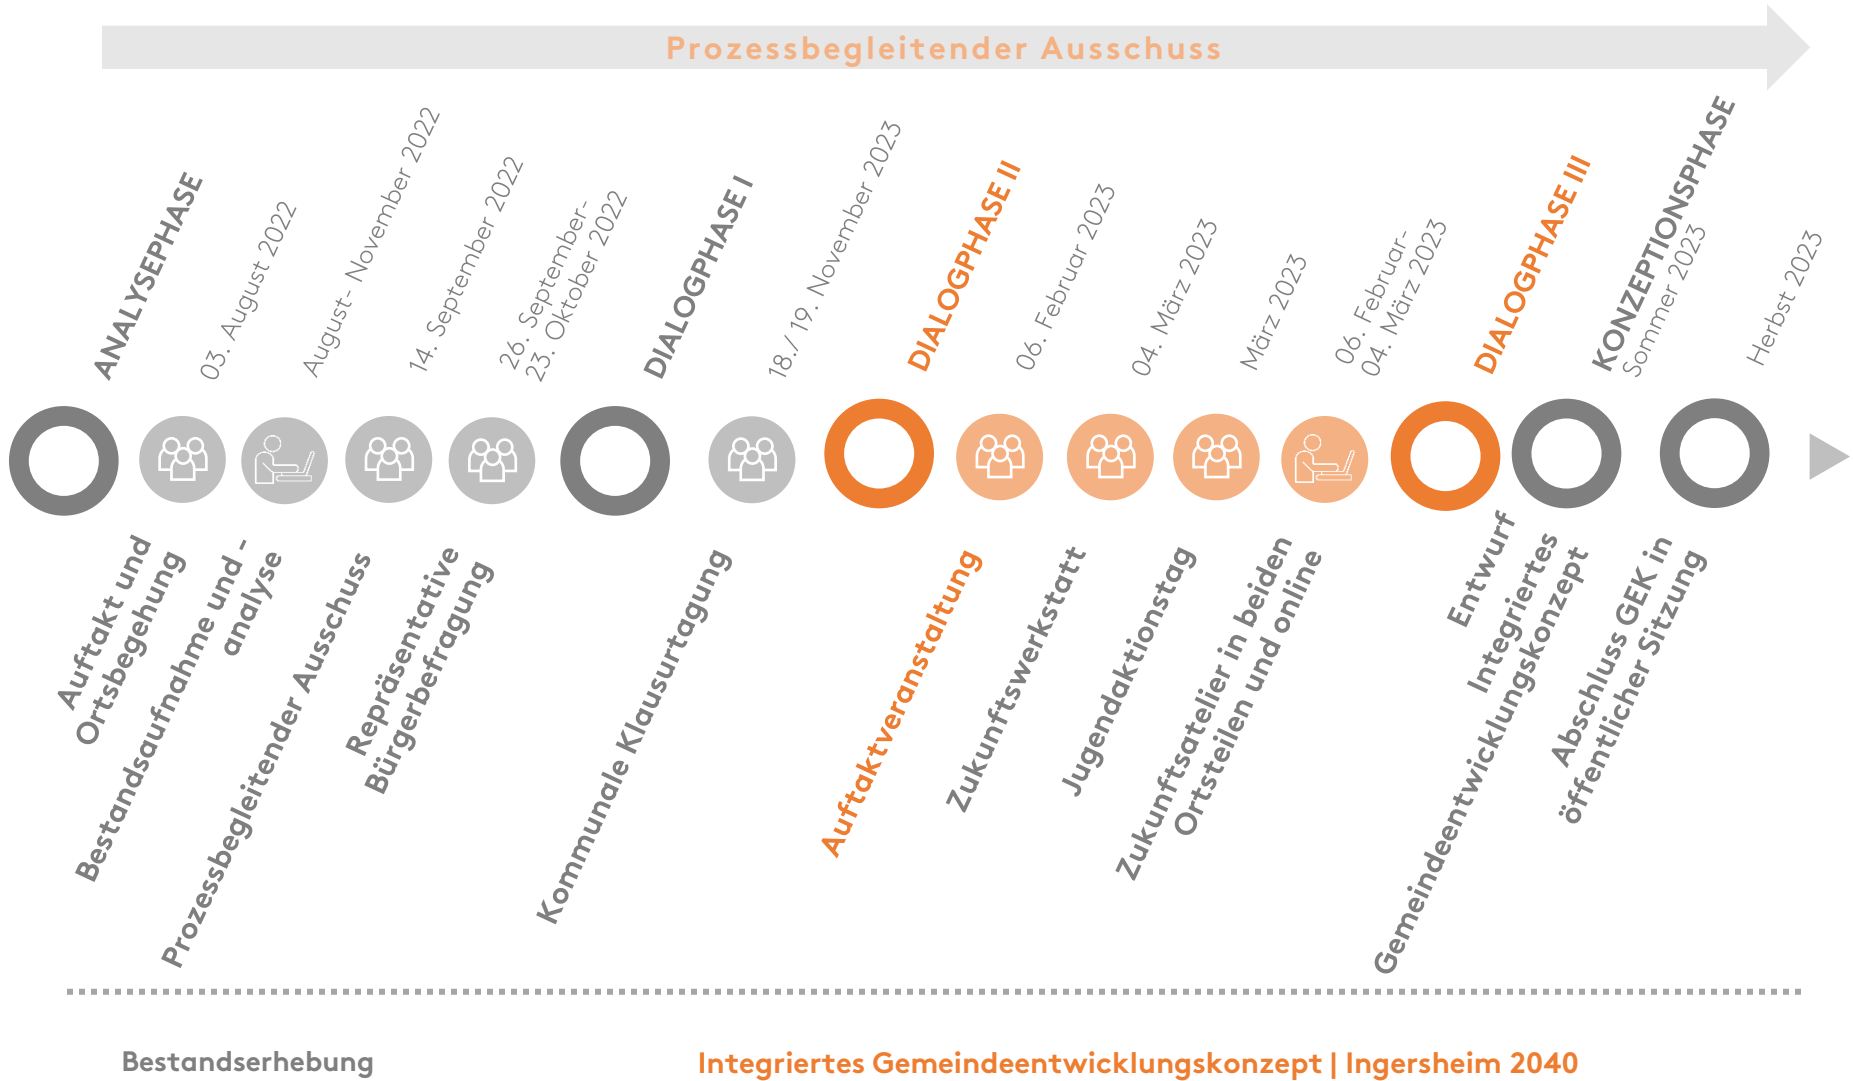 Prozessbegleitender Ausschuss
ANALYSEPHASE
03. August 2022
August- November 2022
14. September 2022
26. September-
23. Oktober 2022
DIALOGPHASE I
18./ 19. November 2023
DIALOGPHASE II
06. Februar 2023
04. März 2023
März 2023
06. Februar-
04. März 2023
DIALOGPHASE III
KONZEPTIONSPHASE
Sommer 2023
Herbst 2023
Auftakt und
Ortsbegehung
Bestandsaufnahme und -
analyse
Prozessbegleitender Ausschuss
Repräsentative
Bürgerbefragung
Kommunale Klausurtagung
Auftaktveranstaltung
Zukunftswerkstatt
Jugendaktionstag
Zukunftsatelier in beiden
Ortsteilen und online
Entwurf
Integriertes
Gemeindeentwicklungskonzept
Abschluss GEK in
öffentlicher Sitzung
Bestandserhebung
Integriertes Gemeindeentwicklungskonzept | Ingersheim 2040